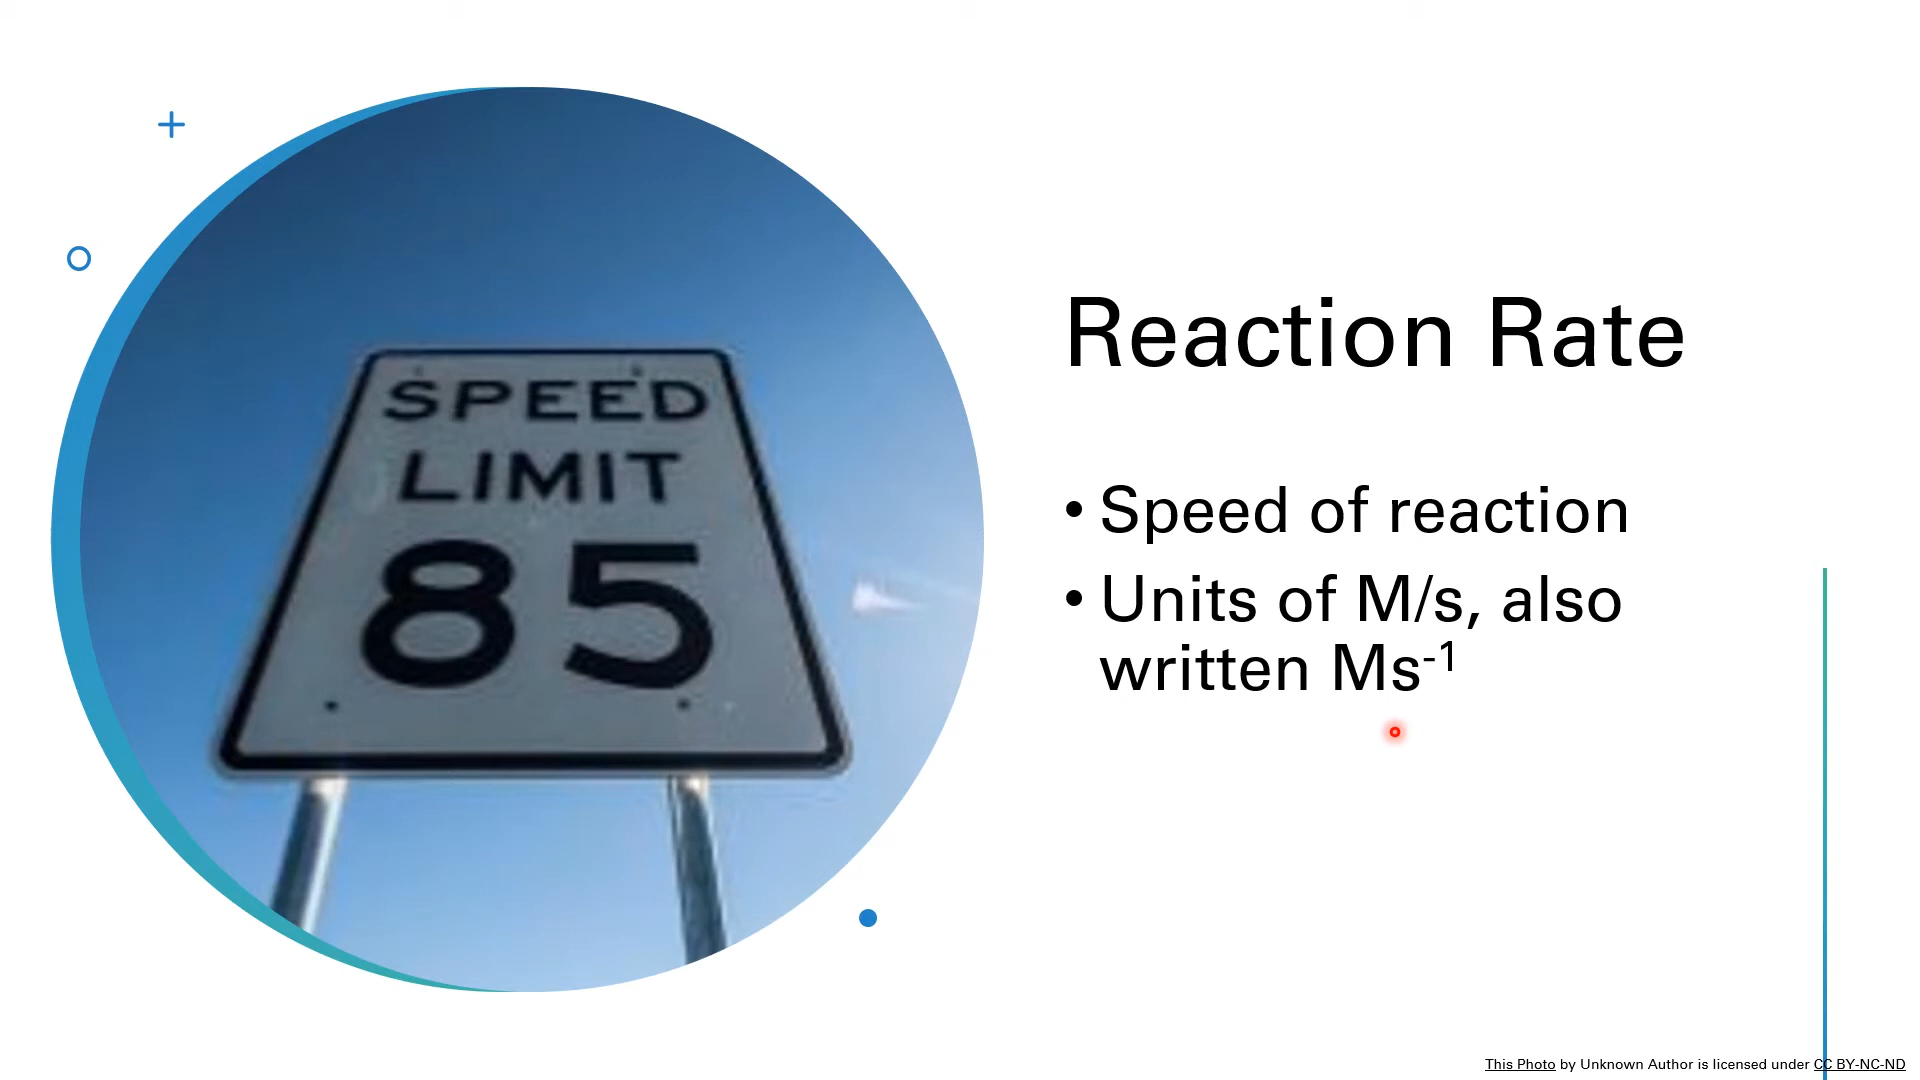 SPEED
LIMIT
85
Reaction Rate
• Speed of reaction
• Units of M/s, also
written Ms⁻¹
This Photo by Unknown Author is licensed under CC BY-NC-ND